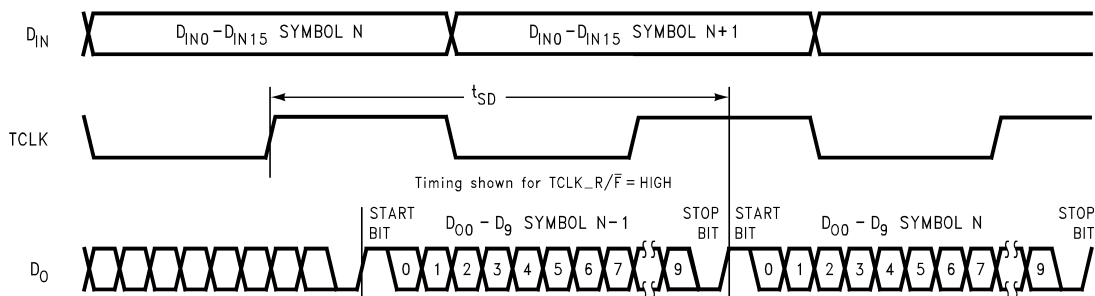 D_IN D_IN0-D_IN15 SYMBOL N D_IN0-D_IN15 SYMBOL N+1
t_SD
TCLK
Timing shown for TCLK_R/F̅ = HIGH
START BIT D_O0 - D_9 SYMBOL N-1 STOP BIT START BIT D_O0 - D_9 SYMBOL N STOP BIT
D_O 0 1 2 3 4 5 6 7 9 0 1 2 3 4 5 6 7 9